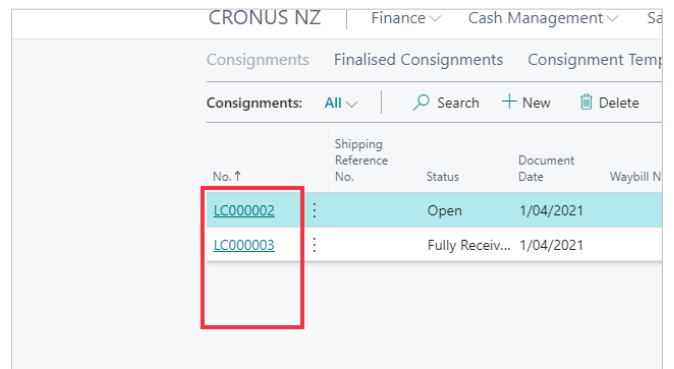 CRONUS NZ Finance Cash Management Sa
Consignments Finalised Consignments Consignment Temp
Consignments: All Search + New Delete
Shipping
Reference Document
No. ↑ No. Status Date Waybill N
LC000002 Open 1/04/2021
LC000003 Fully Receiv... 1/04/2021